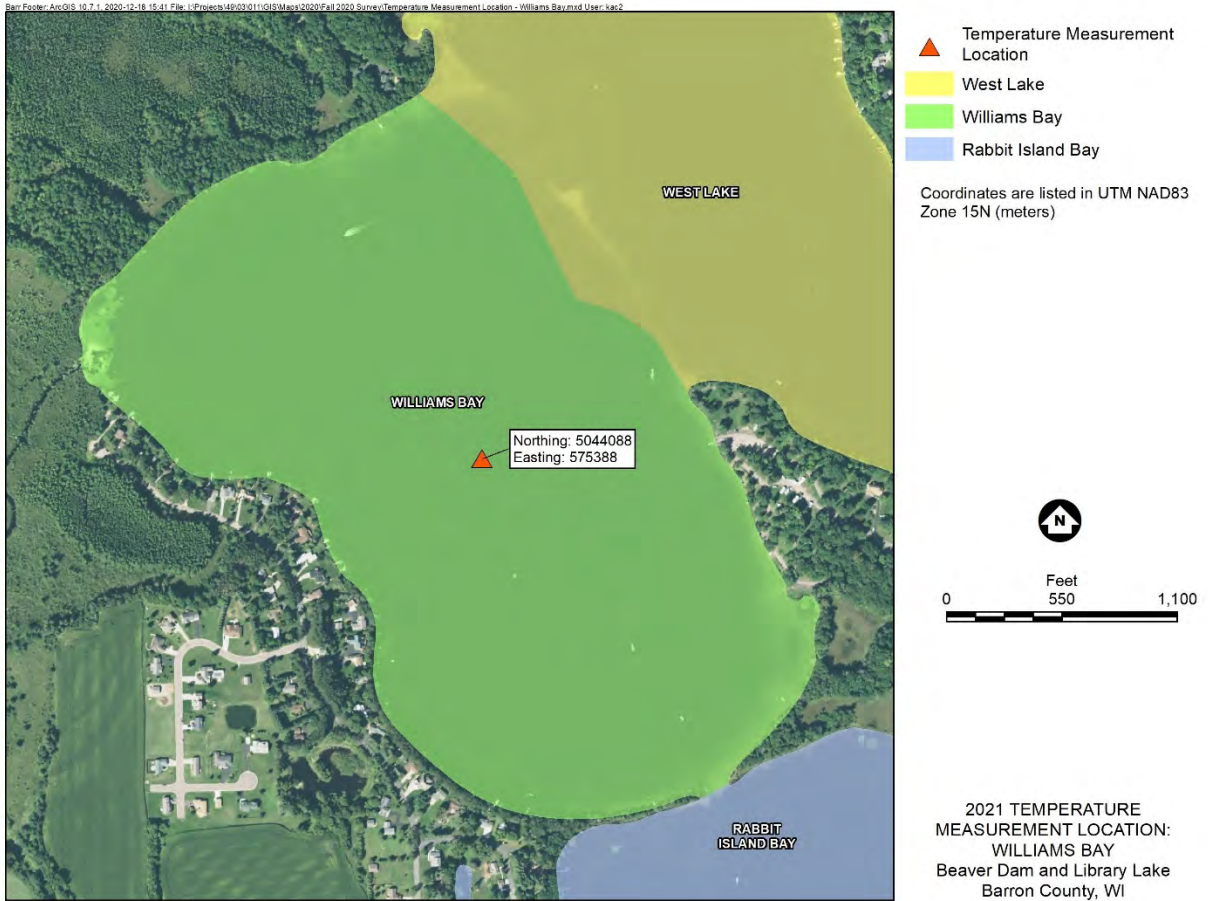 Barr Footer: ArcGIS 10.7.1, 2020-12-18 15:41 File: I:\Projects\49\03\011\GIS\Maps\2020\Fall 2020 Survey\Temperature Measurement Location - Williams Bay.mxd User: kac2
Temperature Measurement
Location
West Lake
Williams Bay
Rabbit Island Bay
Coordinates are listed in UTM NAD83
Zone 15N (meters)
WEST LAKE
WILLIAMS BAY
Northing: 5044088
Easting: 575388
RABBIT
ISLAND BAY
N
Feet
0 550 1,100
2021 TEMPERATURE
MEASUREMENT LOCATION:
WILLIAMS BAY
Beaver Dam and Library Lake
Barron County, WI